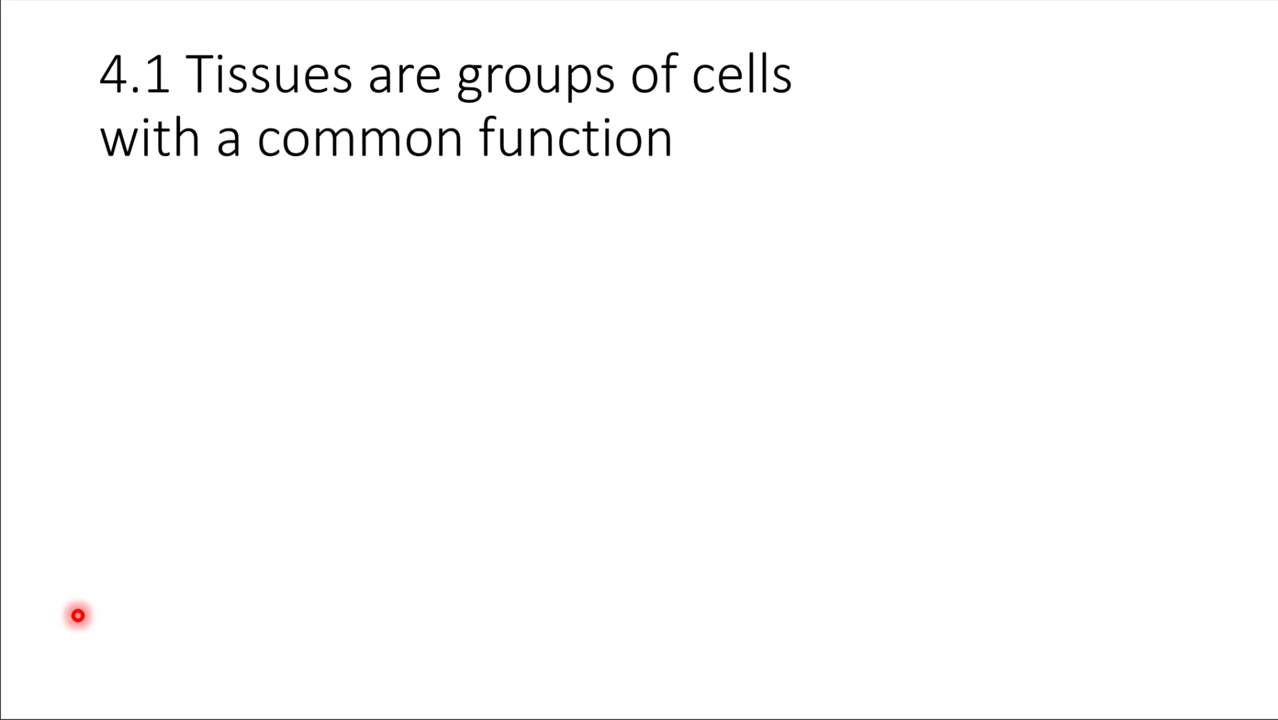 4.1 Tissues are groups of cells
with a common function